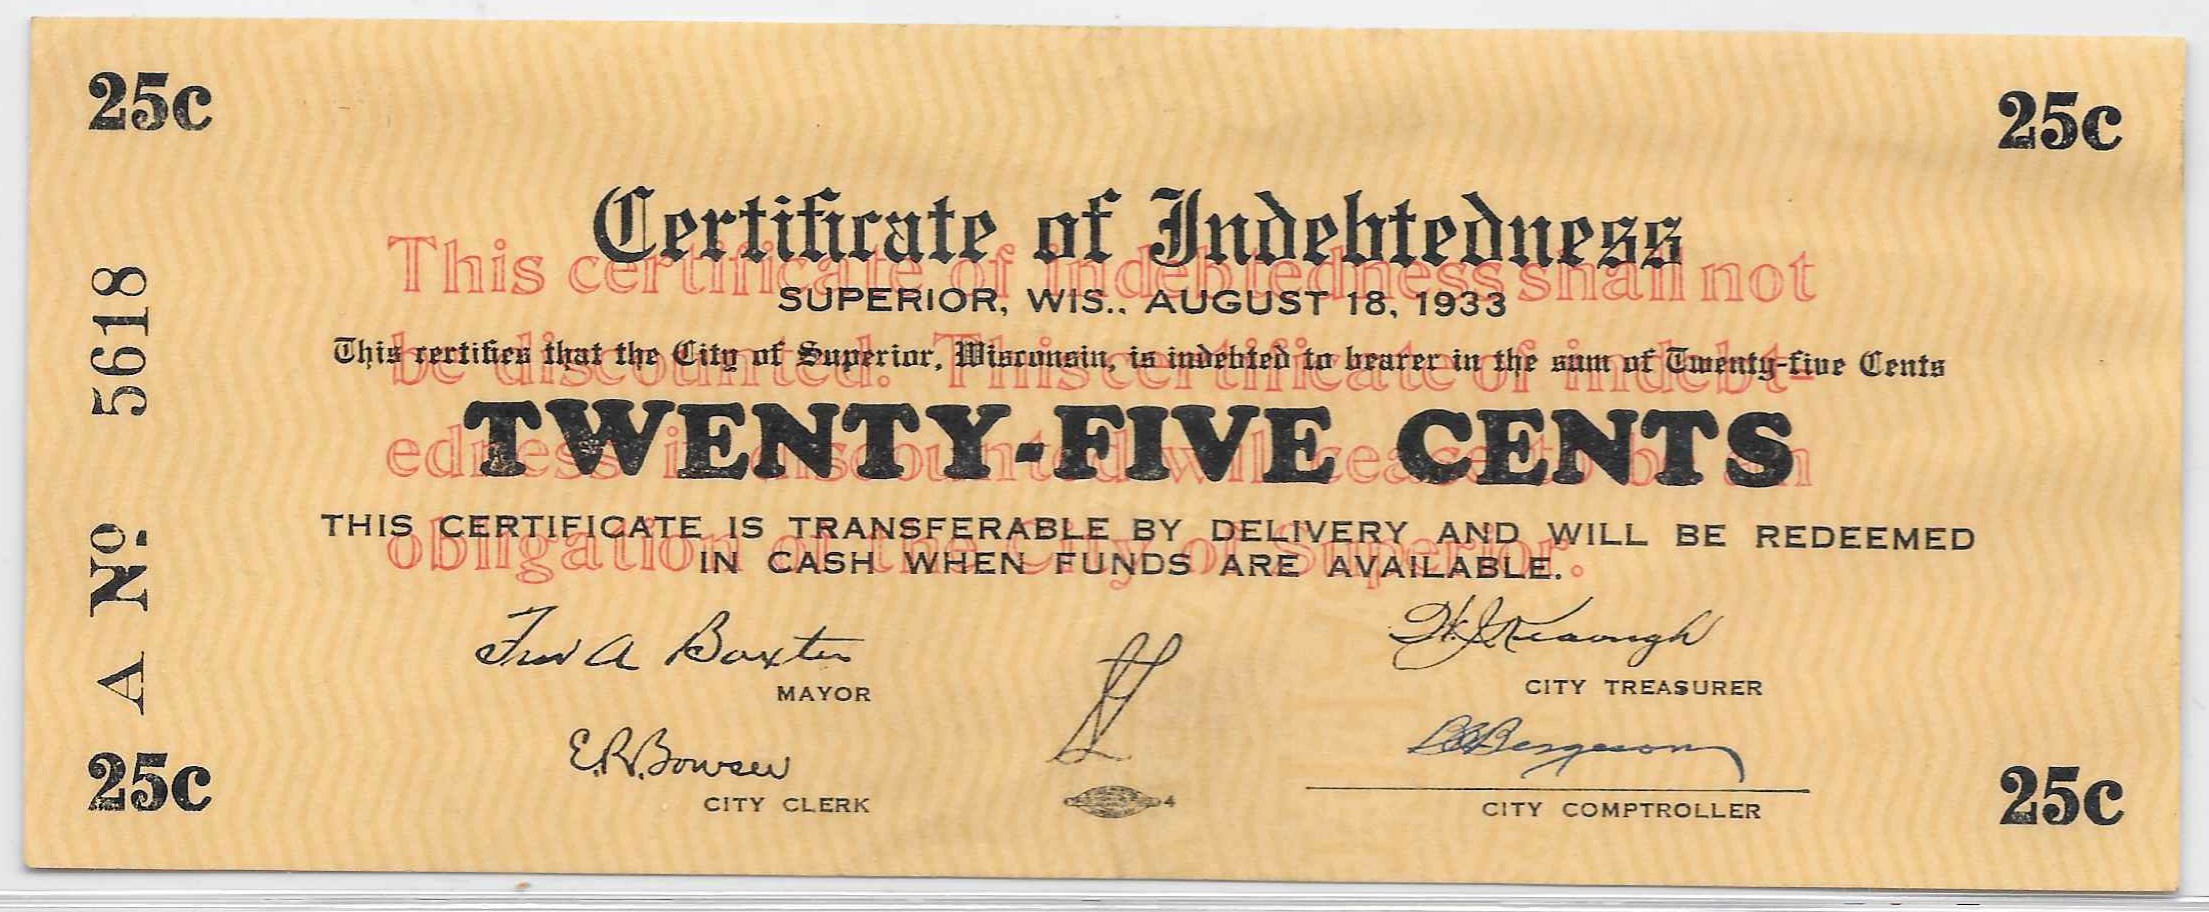 25c
25c
Certificate of Indebtedness
SUPERIOR, WIS., AUGUST 18, 1933
This certifies that the City of Superior, Wisconsin, is indebted to bearer in the sum of Twenty-five Cents
TWENTY-FIVE CENTS
THIS CERTIFICATE IS TRANSFERABLE BY DELIVERY AND WILL BE REDEEMED
IN CASH WHEN FUNDS ARE AVAILABLE.
This certificate of indebtedness shall not
be discounted. This certificate of indebt-
edness if discounted will cease to be an
obligation of the City of Superior.
A No. 5618
Fred A Baxter
MAYOR
H. J. Keaough
CITY TREASURER
E.R. Bowser
CITY CLERK
Bergeson
CITY COMPTROLLER
4
25c
25c